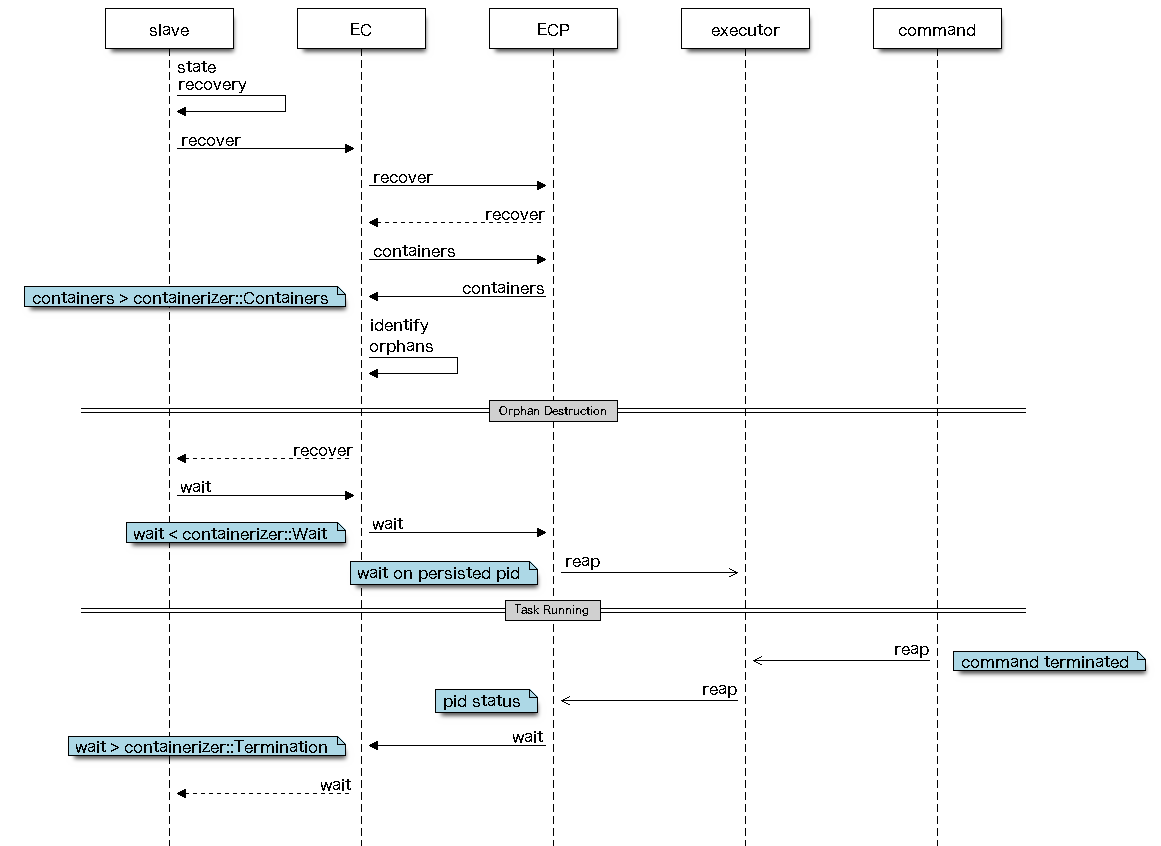 slave
EC
ECP
executor
command
state
recovery
recover
recover
recover
containers
containers
containers > containerizer::Containers
identify
orphans
Orphan Destruction
recover
wait
wait
wait < containerizer::Wait
reap
wait on persisted pid
Task Running
reap
command terminated
reap
pid status
wait
wait > containerizer::Termination
wait